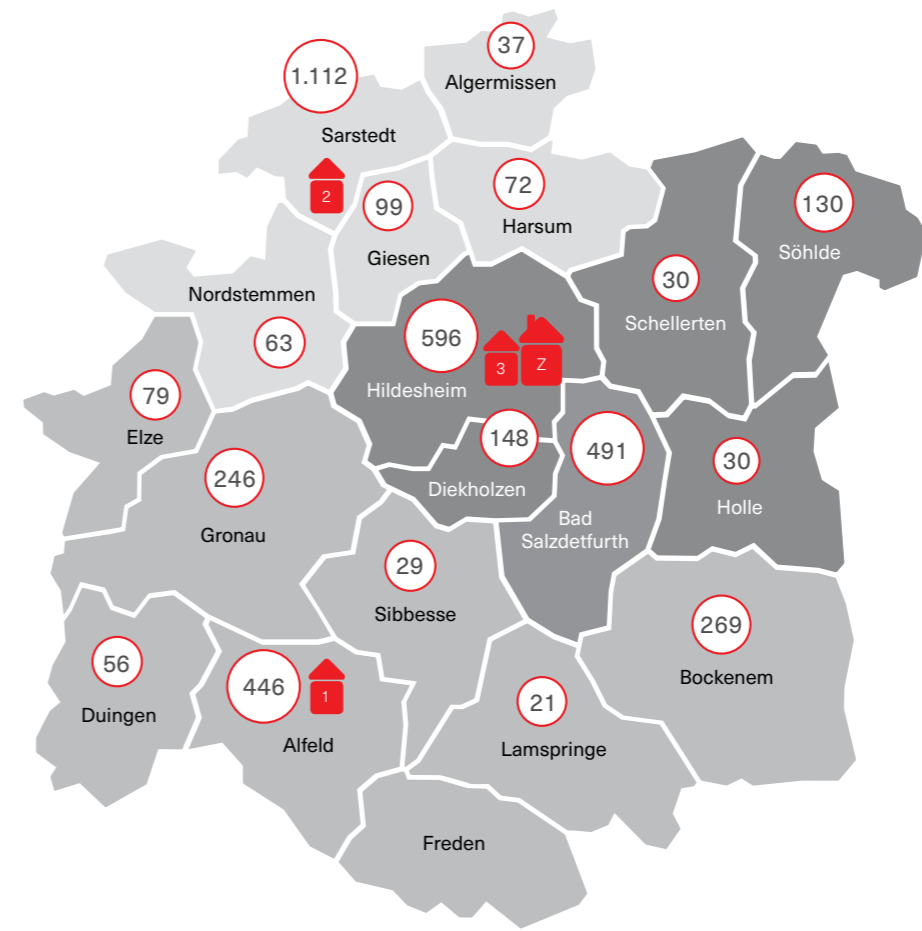 37
Algermissen
1.112
Sarstedt
2
72
Harsum
99
Giesen
130
Söhlde
30
Schellerten
Nordstemmen
63
596
3
Z
Hildesheim
79
Elze
148
Diekholzen
491
Bad
Salzdetfurth
30
Holle
246
Gronau
29
Sibbesse
269
Bockenem
56
Duingen
446
1
Alfeld
21
Lamspringe
Freden